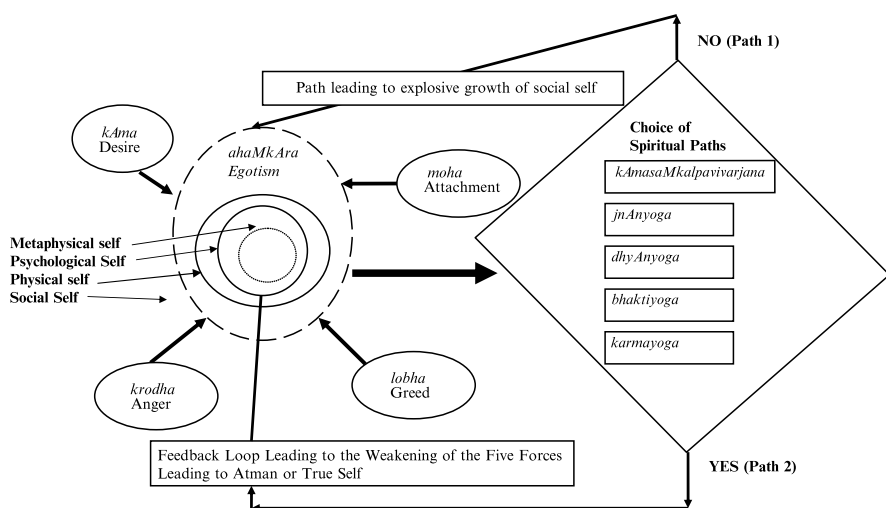 NO (Path 1)
Path leading to explosive growth of social self
kAma
Desire
ahaMkAra
Egotism
moha
Attachment
Choice of
Spiritual Paths
kAmasaMkalpavivarjana
jnAnyoga
dhyAnyoga
bhaktiyoga
karmayoga
Metaphysical self
Psychological Self
Physical self
Social Self
krodha
Anger
lobha
Greed
Feedback Loop Leading to the Weakening of the Five Forces
Leading to Atman or True Self
YES (Path 2)